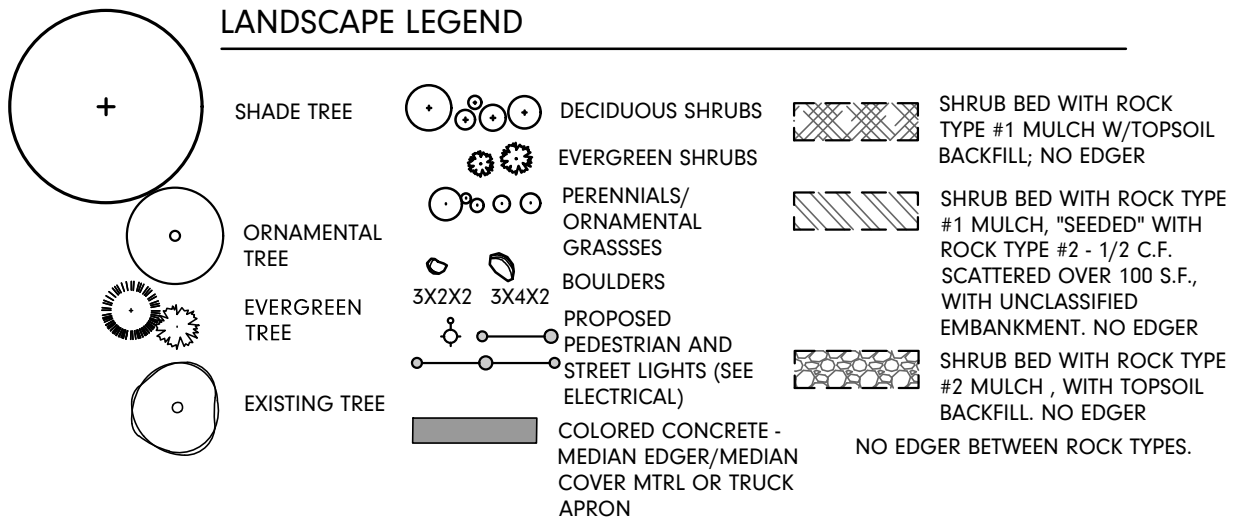 LANDSCAPE LEGEND
SHADE TREE
ORNAMENTAL
TREE
EVERGREEN
TREE
EXISTING TREE
DECIDUOUS SHRUBS
EVERGREEN SHRUBS
PERENNIALS/
ORNAMENTAL
GRASSSES
BOULDERS
3X2X2 3X4X2
PROPOSED
PEDESTRIAN AND
STREET LIGHTS (SEE
ELECTRICAL)
COLORED CONCRETE -
MEDIAN EDGER/MEDIAN
COVER MTRL OR TRUCK
APRON
SHRUB BED WITH ROCK
TYPE #1 MULCH W/TOPSOIL
BACKFILL; NO EDGER
SHRUB BED WITH ROCK TYPE
#1 MULCH, "SEEDED" WITH
ROCK TYPE #2 - 1/2 C.F.
SCATTERED OVER 100 S.F.,
WITH UNCLASSIFIED
EMBANKMENT. NO EDGER
SHRUB BED WITH ROCK TYPE
#2 MULCH , WITH TOPSOIL
BACKFILL. NO EDGER
NO EDGER BETWEEN ROCK TYPES.